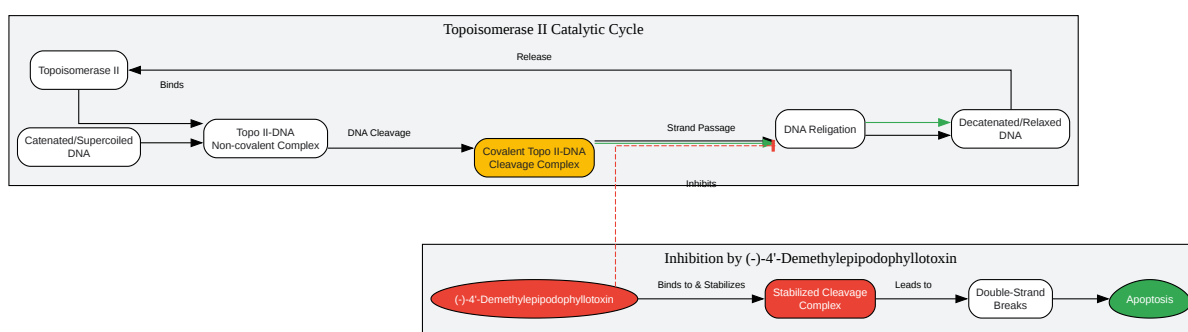 Topoisomerase II Catalytic Cycle
Release
Topoisomerase II
Binds
Catenated/Supercoiled
DNA
Topo II-DNA
Non-covalent Complex
DNA Cleavage
Covalent Topo II-DNA
Cleavage Complex
Strand Passage
DNA Religation
Decatenated/Relaxed
DNA
Inhibits
Inhibition by (-)-4'-Demethylepipodophyllotoxin
(-)-4'-Demethylepipodophyllotoxin
Binds to & Stabilizes
Stabilized Cleavage
Complex
Leads to
Double-Strand
Breaks
Apoptosis